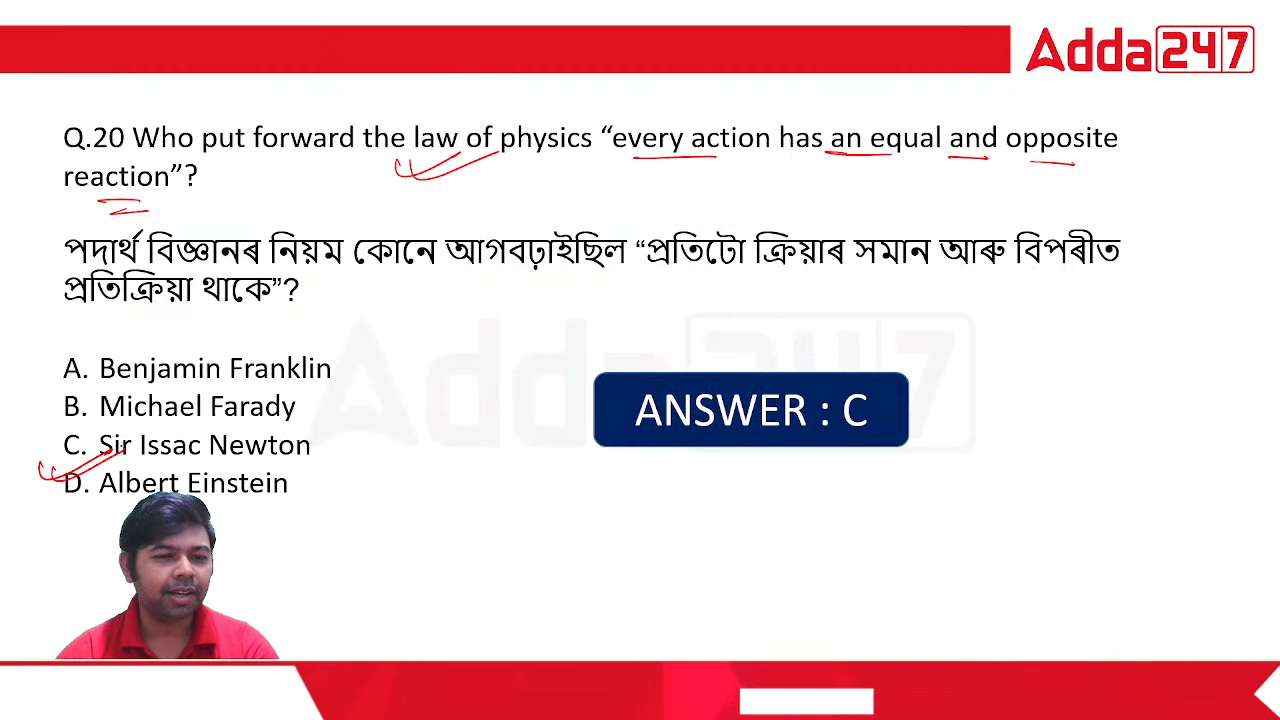 Adda247
Q.20 Who put forward the law of physics “every action has an equal and opposite
reaction”?
পদাৰ্থ বিজ্ঞানৰ নিয়ম কোনে আগবঢ়াইছিল “প্ৰতিটো ক্ৰিয়াৰ সমান আৰু বিপৰীত
প্ৰতিক্ৰিয়া থাকে”?
A. Benjamin Franklin
B. Michael Farady
C. Sir Issac Newton
D. Albert Einstein
ANSWER : C
Adda247